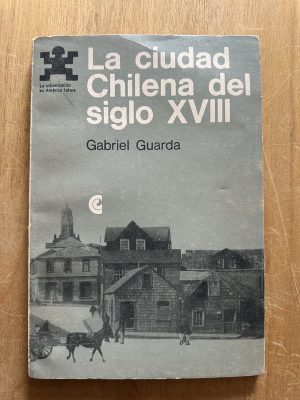 La ciudad
Chilena del
siglo XVIII
La urbanización
en América Latina
Gabriel Guarda